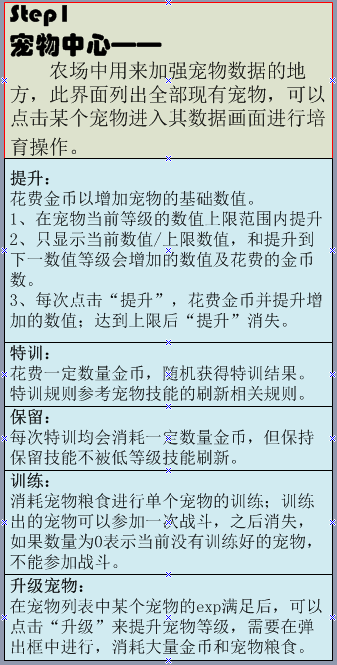 Step1
宠物中心——
农场中用来加强宠物数据的地
方，此界面列出全部现有宠物，可以
点击某个宠物进入其数据画面进行培
育操作。
提升：
花费金币以增加宠物的基础数值。
1、在宠物当前等级的数值上限范围内提升
2、只显示当前数值/上限数值，和提升到
下一数值等级会增加的数值及花费的金币
数。
3、每次点击“提升”，花费金币并提升增
加的数值；达到上限后“提升”消失。
特训：
花费一定数量金币，随机获得特训结果。
特训规则参考宠物技能的刷新相关规则。
保留：
每次特训均会消耗一定数量金币，但保持
保留技能不被低等级技能刷新。
训练：
消耗宠物粮食进行单个宠物的训练；训练
出的宠物可以参加一次战斗，之后消失，
如果数量为0表示当前没有训练好的宠物，
不能参加战斗。
升级宠物：
在宠物列表中某个宠物的exp满足后，可以
点击“升级”来提升宠物等级，需要在弹
出框中进行，消耗大量金币和宠物粮食。